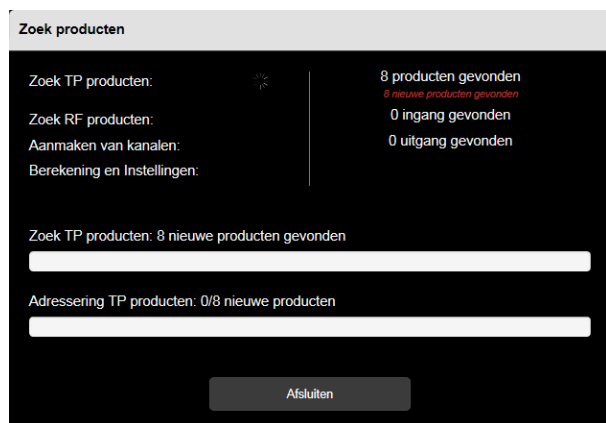 Zoek producten
Zoek TP producten:
8 producten gevonden
8 nieuwe producten gevonden
Zoek RF producten:
0 ingang gevonden
Aanmaken van kanalen:
0 uitgang gevonden
Berekening en Instellingen:
Zoek TP producten: 8 nieuwe producten gevonden
Adressering TP producten: 0/8 nieuwe producten
Afsluiten